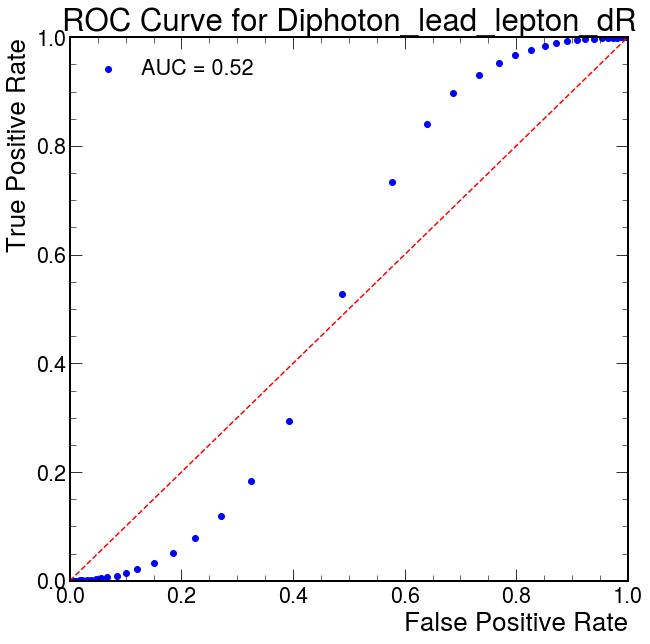 ROC Curve for Diphoton_lead_lepton_dR
AUC = 0.52
True Positive Rate
1.0
0.8
0.6
0.4
0.2
0.0
0.0 0.2 0.4 0.6 0.8 1.0
False Positive Rate